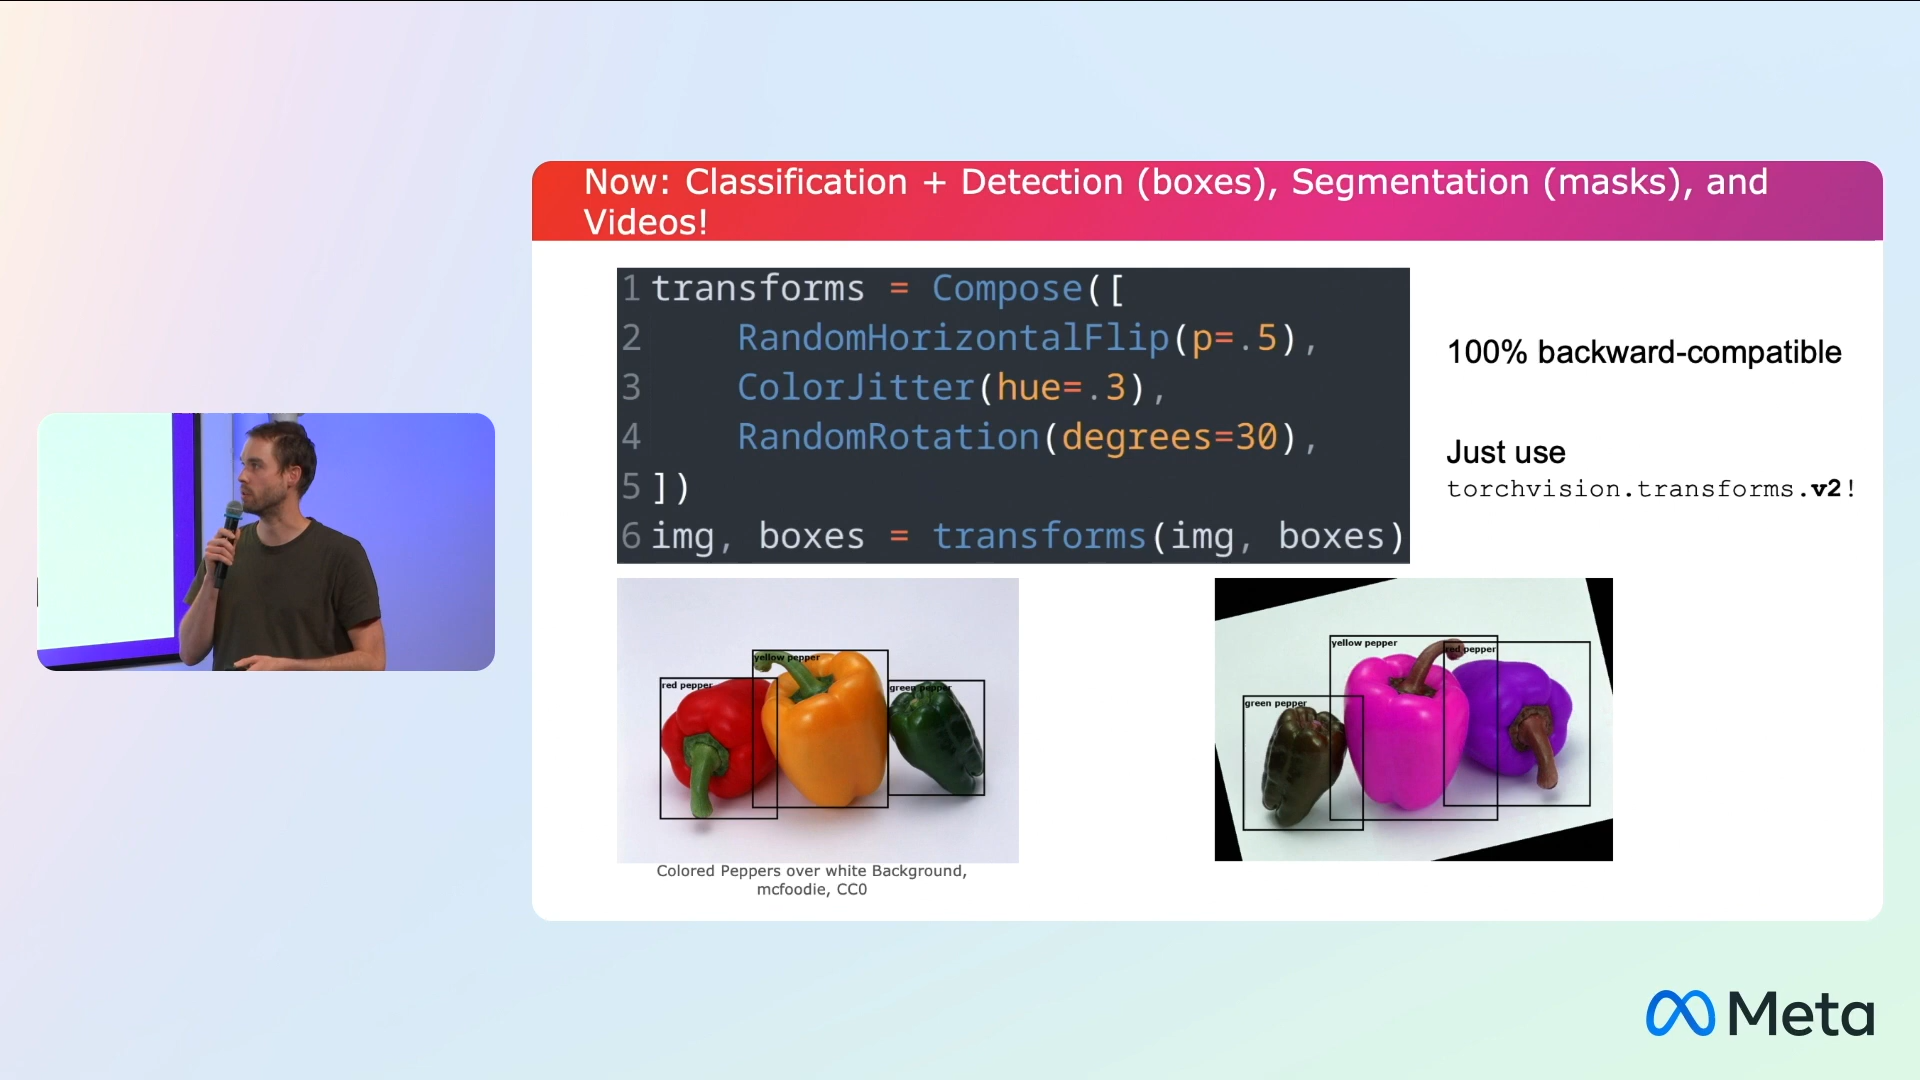 Now: Classification + Detection (boxes), Segmentation (masks), and
Videos!
1 transforms = Compose([
2     RandomHorizontalFlip(p=.5),
3     ColorJitter(hue=.3),
4     RandomRotation(degrees=30),
5 ])
6 img, boxes = transforms(img, boxes)
100% backward-compatible
Just use
torchvision.transforms.v2!
yellow pepper
red pepper
green pepper
yellow pepper
red pepper
green pepper
Colored Peppers over white Background,
mcfoodie, CC0
Meta